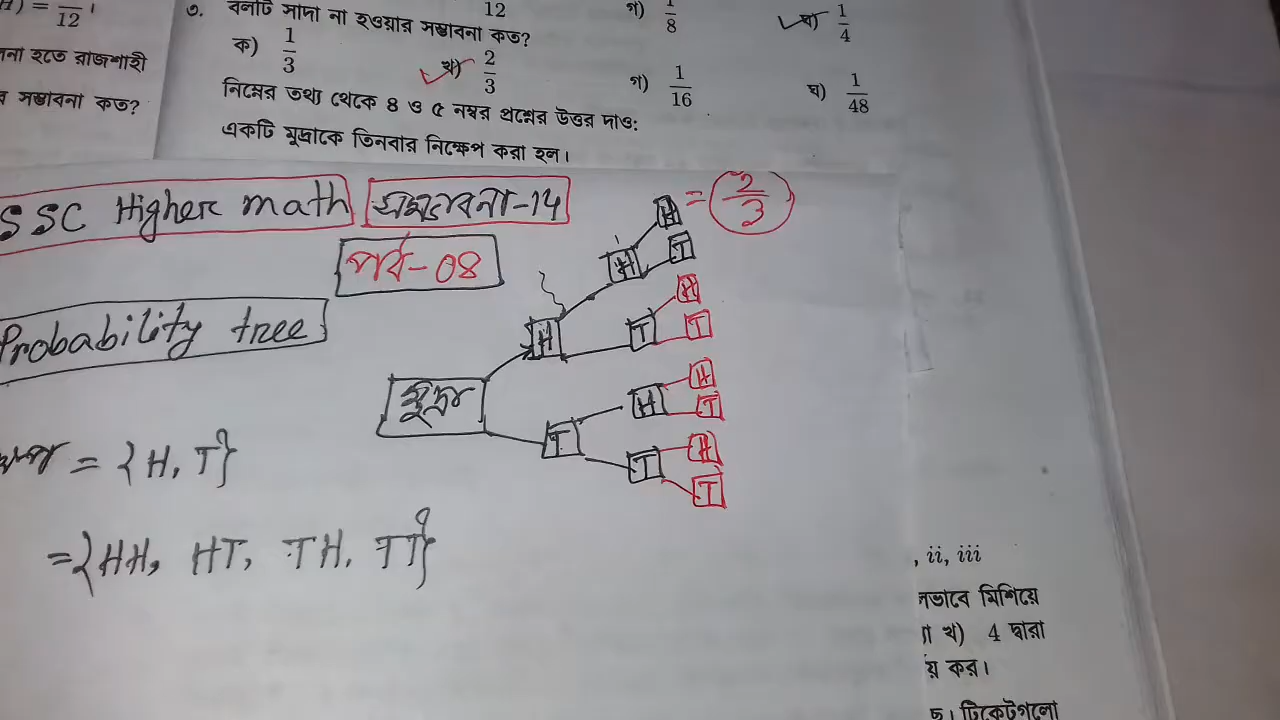 H) = 12 ।
৩. বলটি সাদা না হওয়ার সম্ভাবনা কত?
12
গ) 1/8
ঘ) 1/4
ক) 1/3
খ) 2/3
গ) 1/16
ঘ) 1/48
না হতে রাজশাহী
সম্ভাবনা কত?
নিম্নের তথ্য থেকে ৪ ও ৫ নম্বর প্রশ্নের উত্তর দাও:
একটি মুদ্রাকে তিনবার নিক্ষেপ করা হল।
SSC Higher math সম্ভাবনা-14
পর্ব-08
= 2/3
Probability tree
মুদ্রা
H
T
H
T
H
T
H
T
H
T
H
T
H
T
= {H, T}
= {HH, HT, TH, TT}
, ii, iii
মিশিয়ে
খ) 4 দ্বারা
কর।
টিকেটগুলো